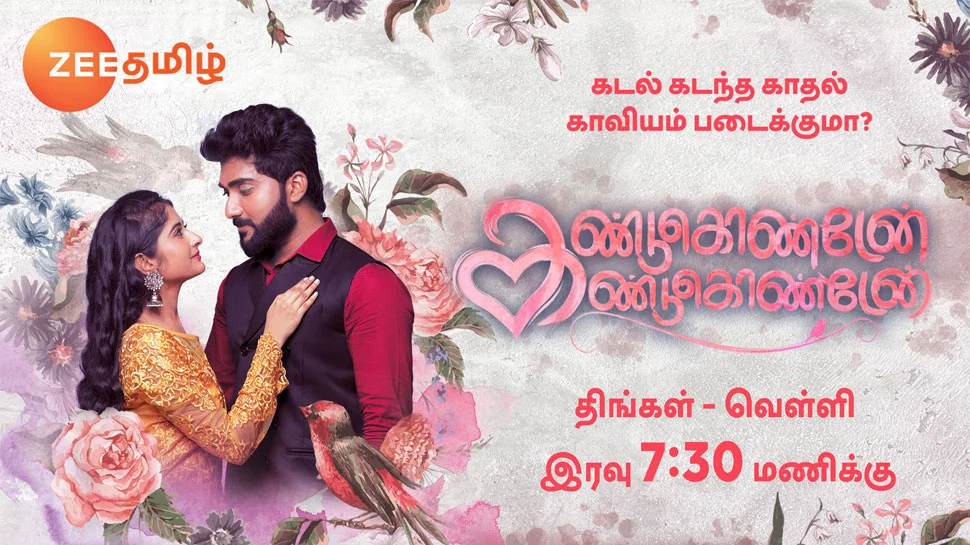 ZEEதமிழ்
கடல் கடந்த காதல்
காவியம் படைக்குமா?
கண்டுகொண்டேன்
கண்டுகொண்டேன்
திங்கள் - வெள்ளி
இரவு 7:30 மணிக்கு